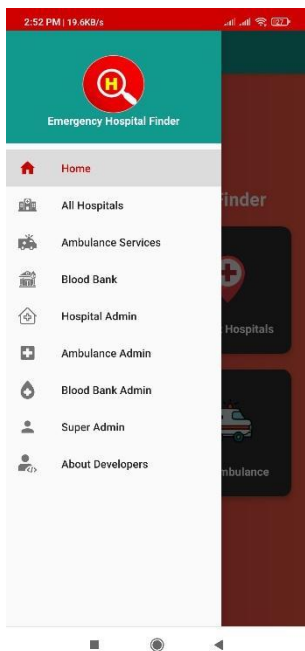 2:52 PM | 19.6KB/s
H
Emergency Hospital Finder
Home
All Hospitals
Ambulance Services
Blood Bank
Hospital Admin
Ambulance Admin
Blood Bank Admin
Super Admin
About Developers
Finder
Hospitals
mbulance